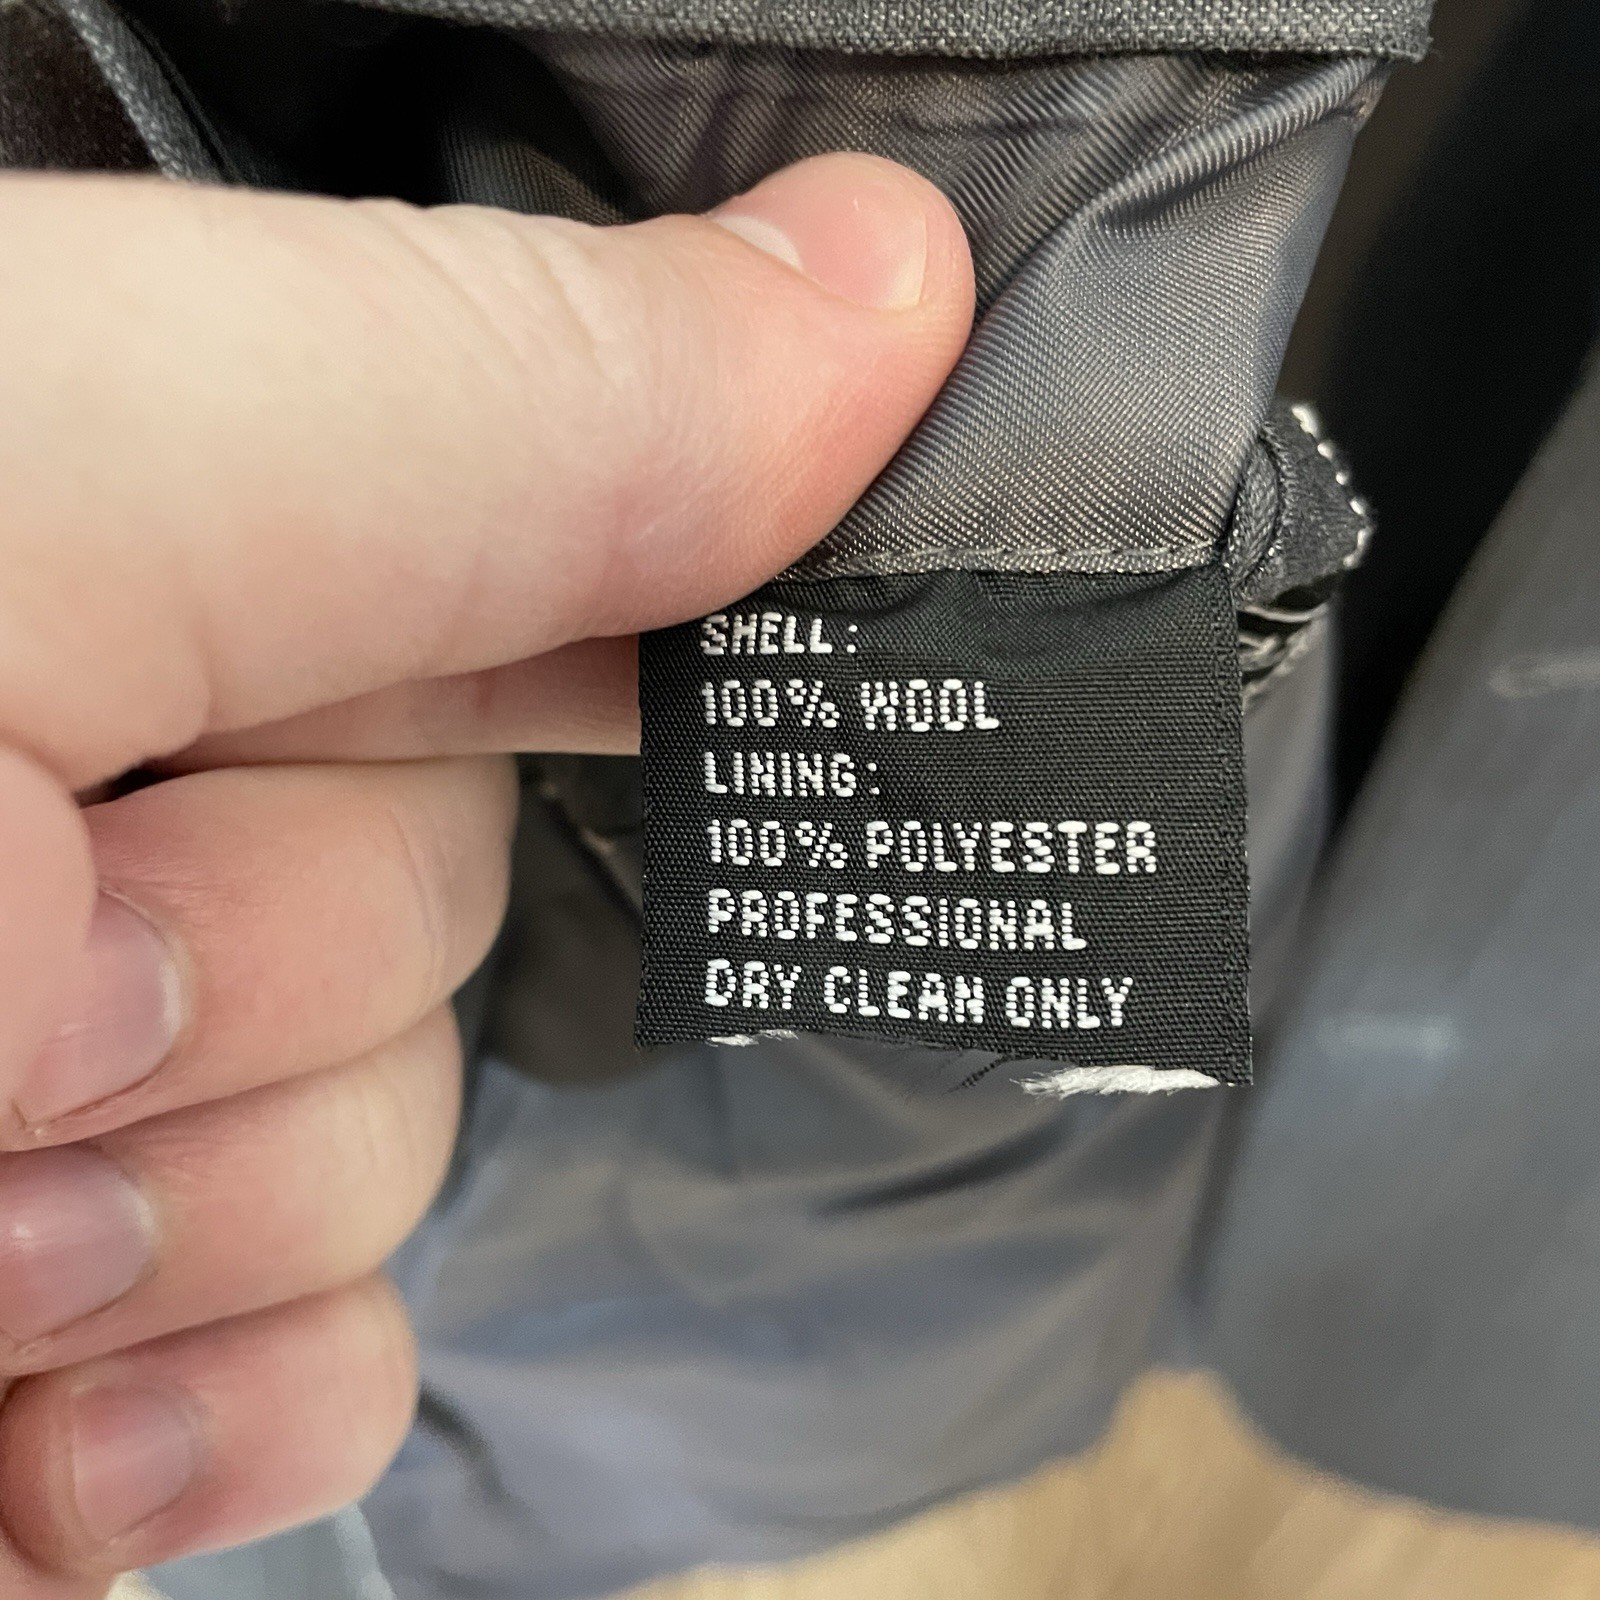 SHELL:
100% WOOL
LINING:
100% POLYESTER
PROFESSIONAL
DRY CLEAN ONLY